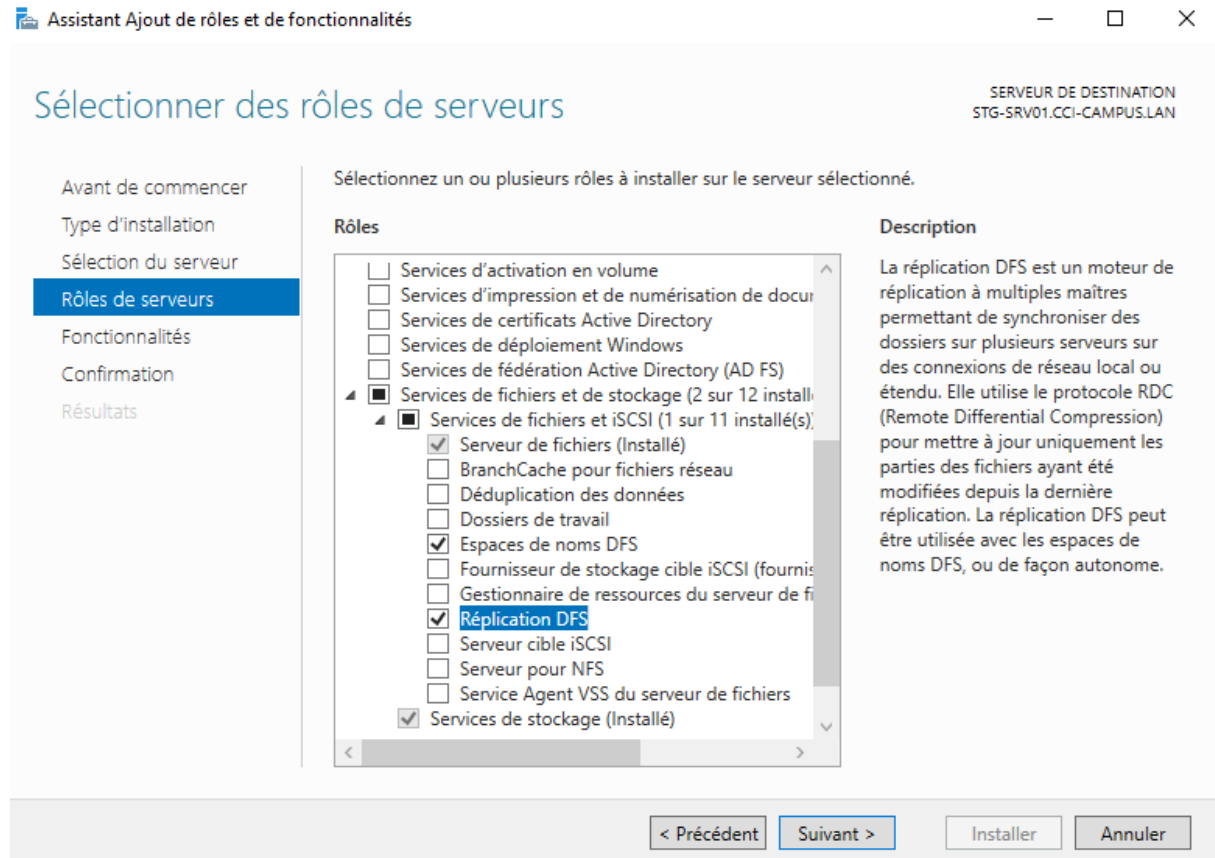 Assistant Ajout de rôles et de fonctionnalités
Sélectionner des rôles de serveurs
SERVEUR DE DESTINATION
STG-SRV01.CCI-CAMPUS.LAN
Avant de commencer
Type d'installation
Sélection du serveur
Rôles de serveurs
Fonctionnalités
Confirmation
Résultats
Sélectionnez un ou plusieurs rôles à installer sur le serveur sélectionné.
Rôles
Services d'activation en volume
Services d'impression et de numérisation de docu
Services de certificats Active Directory
Services de déploiement Windows
Services de fédération Active Directory (AD FS)
Services de fichiers et de stockage (2 sur 12 install
Services de fichiers et iSCSI (1 sur 11 installé(s))
Serveur de fichiers (Installé)
BranchCache pour fichiers réseau
Déduplication des données
Dossiers de travail
Espaces de noms DFS
Fournisseur de stockage cible iSCSI (fournis
Gestionnaire de ressources du serveur de fi
Réplication DFS
Serveur cible iSCSI
Serveur pour NFS
Service Agent VSS du serveur de fichiers
Services de stockage (Installé)
Description
La réplication DFS est un moteur de
réplication à multiples maîtres
permettant de synchroniser des
dossiers sur plusieurs serveurs sur
des connexions de réseau local ou
étendu. Elle utilise le protocole RDC
(Remote Differential Compression)
pour mettre à jour uniquement les
parties des fichiers ayant été
modifiées depuis la dernière
réplication. La réplication DFS peut
être utilisée avec les espaces de
noms DFS, ou de façon autonome.
< Précédent
Suivant >
Installer
Annuler